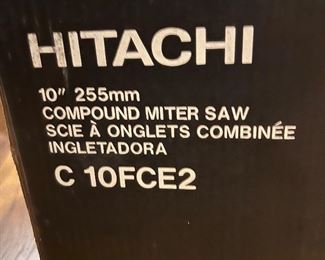 HITACHI
10" 255mm
COMPOUND MITER SAW
SCIE À ONGLETS COMBINÉE
INGLETADORA
C 10FCE2